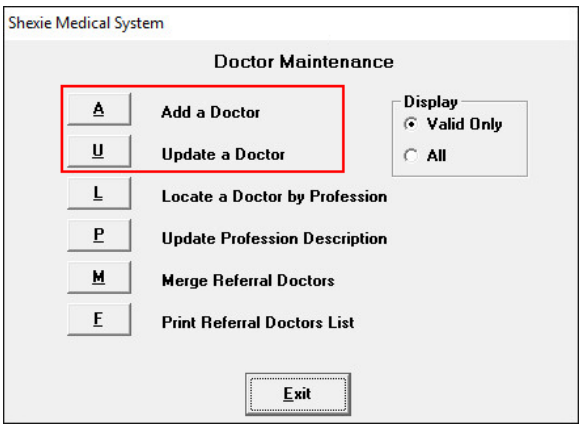 Shexie Medical System
Doctor Maintenance
A Add a Doctor
U Update a Doctor
L Locate a Doctor by Profession
P Update Profession Description
M Merge Referral Doctors
F Print Referral Doctors List
Display
Valid Only
All
Exit